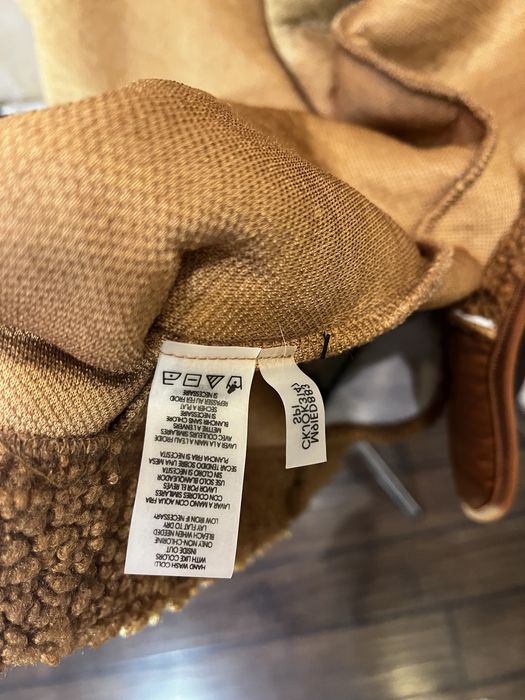 HAND WASH COLD
WITH LIKE COLORS
INSIDE OUT
ONLY NON-CHLORINE
BLEACH WHEN NEEDED
LAY FLAT TO DRY
LOW IRON IF NECESSARY
LAVAR A MANO CON AGUA FRIA
CON COLORES SIMILARES
LAVOR POR EL REVÉS
USE SOLO BLANQUADOR
SIN CLORO SI NECESITA
SECAR TENDIDO SOBRE UNA MESA
PLANCHA FRIA SI NECESITA
LAVER A LA MAIN EAU FROIDE
AVEC COULEURS SIMILAIRES
METTRE A L'ENVERS
BLANCHIR SANS CHLORE
SI NECESSAIRE
SECHER A PLAT
REPASSER AU FER FROID
SI NECESSAIRE